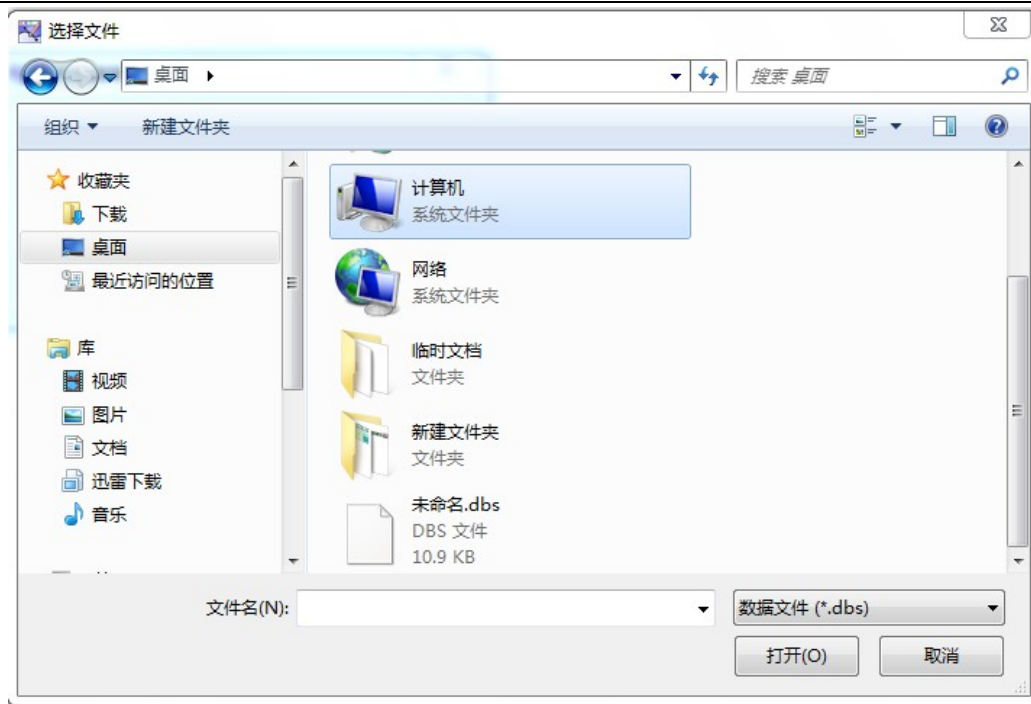 选择文件
桌面
搜索 桌面
组织
新建文件夹
收藏夹
下载
桌面
最近访问的位置
库
视频
图片
文档
迅雷下载
音乐
计算机
系统文件夹
网络
系统文件夹
临时文档
文件夹
新建文件夹
文件夹
未命名.dbs
DBS 文件
10.9 KB
文件名(N):
数据文件 (*.dbs)
打开(O)
取消